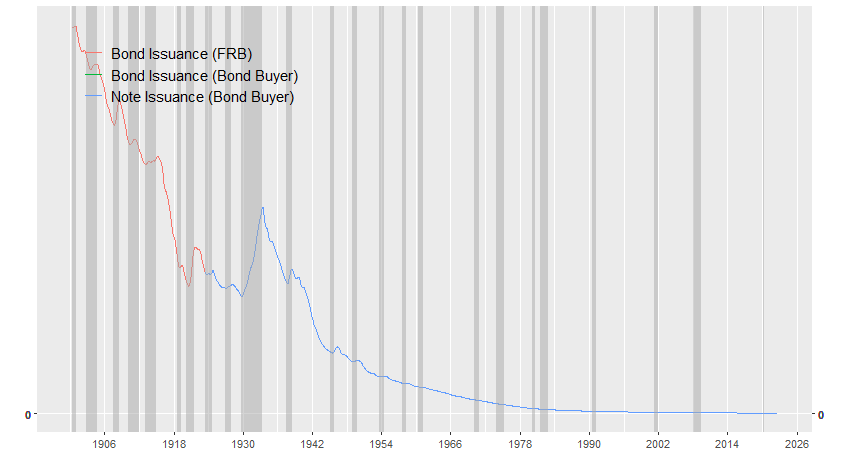 Bond Issuance (FRB)
Bond Issuance (Bond Buyer)
Note Issuance (Bond Buyer)
0 0
1906 1918 1930 1942 1954 1966 1978 1990 2002 2014 2026